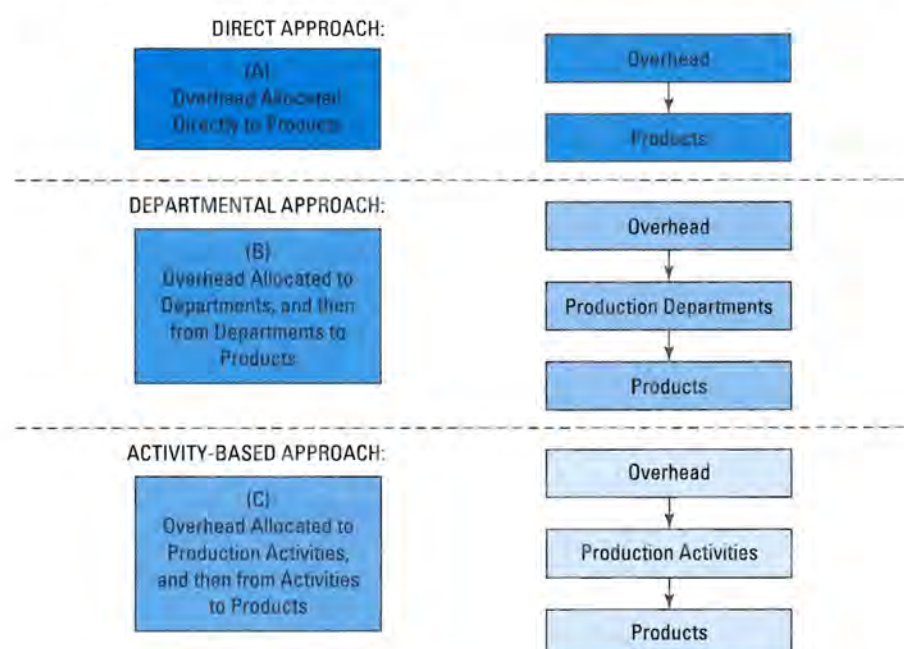 DIRECT APPROACH:
(A)
Overhead Allocated
Directly to Products
Overhead
Products
DEPARTMENTAL APPROACH:
(B)
Overhead Allocated to
Departments, and then
from Departments to
Products
Overhead
Production Departments
Products
ACTIVITY-BASED APPROACH:
(C)
Overhead Allocated to
Production Activities,
and then from Activities
to Products
Overhead
Production Activities
Products